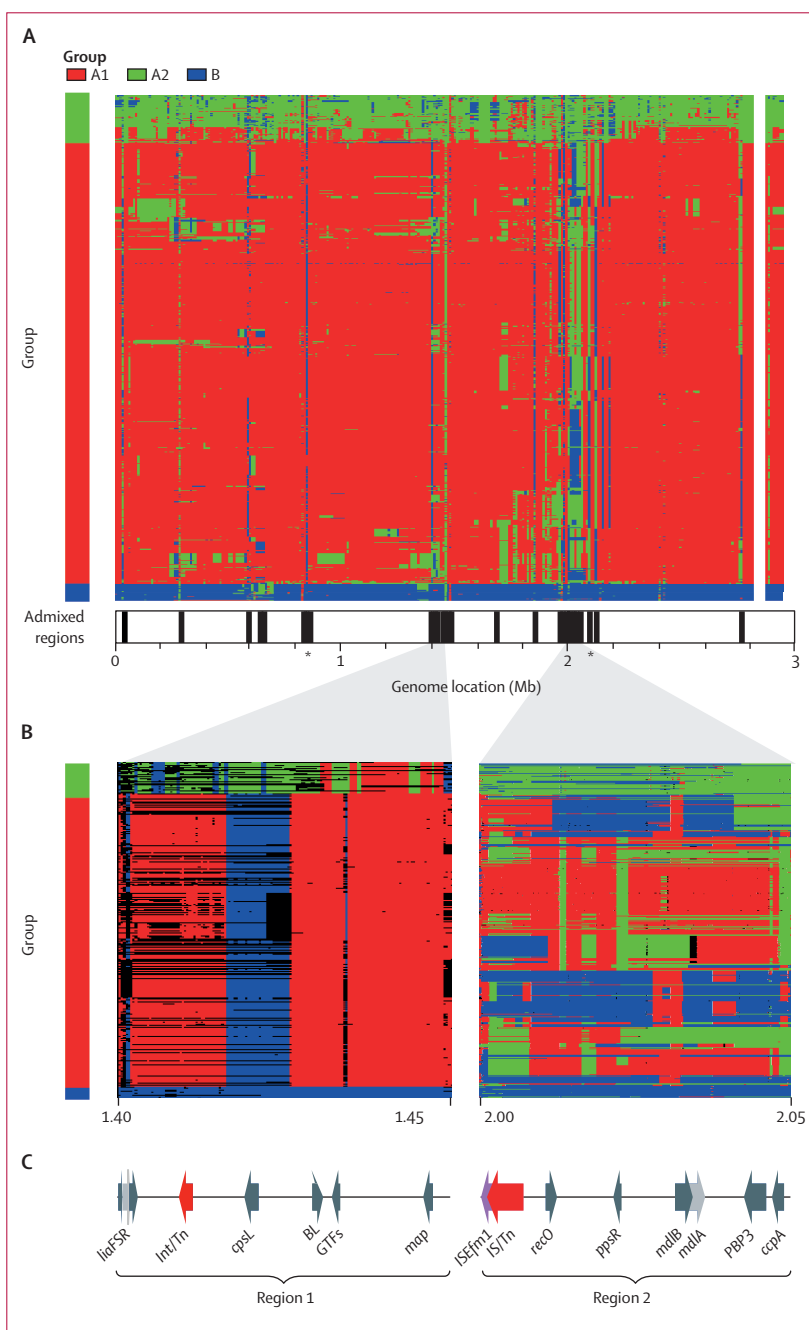 A
Group
A1 A2 B
Group
Admixed regions
0 1 2 3
* *
Genome location (Mb)
B
Group
1.40 1.45 2.00 2.05
C
liaFSR Int/Tn cpsL BL GTFs map ISEfm1 IS/Tn recO ppsR mdlB mdlA PBP3 ccpA
Region 1 Region 2